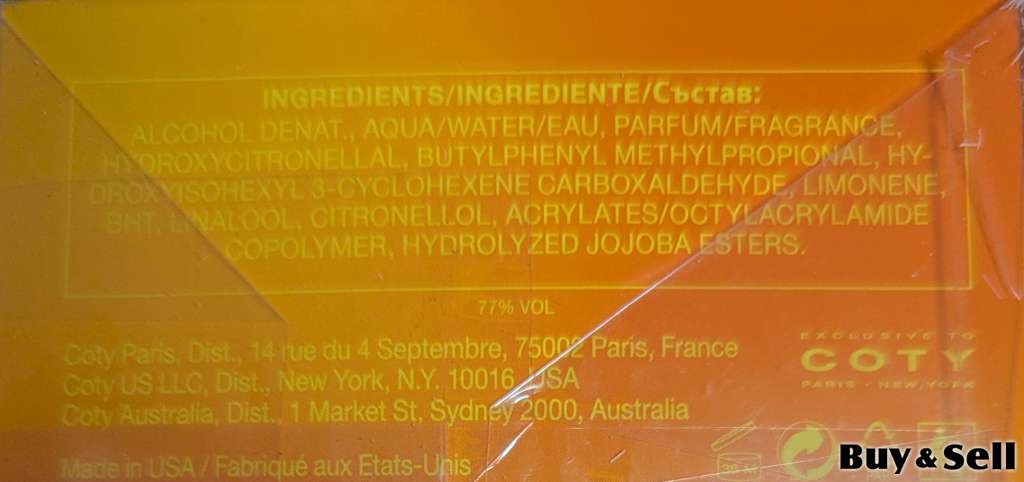 INGREDIENTS/INGREDIENTE/Състав:
ALCOHOL DENAT., AQUA/WATER/EAU, PARFUM/FRAGRANCE,
HYDROXYCITRONELLAL, BUTYLPHENYL METHYLPROPIONAL, HY-
DROXYISOHEXYL 3-CYCLOHEXENE CARBOXALDEHYDE, LIMONENE,
BHT, LINALOOL, CITRONELLOL, ACRYLATES/OCTYLACRYLAMIDE
COPOLYMER, HYDROLYZED JOJOBA ESTERS.
77% VOL
Coty Paris, Dist., 14 rue du 4 Septembre, 75002 Paris, France
Coty US LLC, Dist., New York, N.Y. 10016, USA
Coty Australia, Dist., 1 Market St, Sydney 2000, Australia
EXCLUSIVE TO
COTY
PARIS · NEW YORK
Made in USA / Fabriqué aux Etats-Unis
Buy & Sell